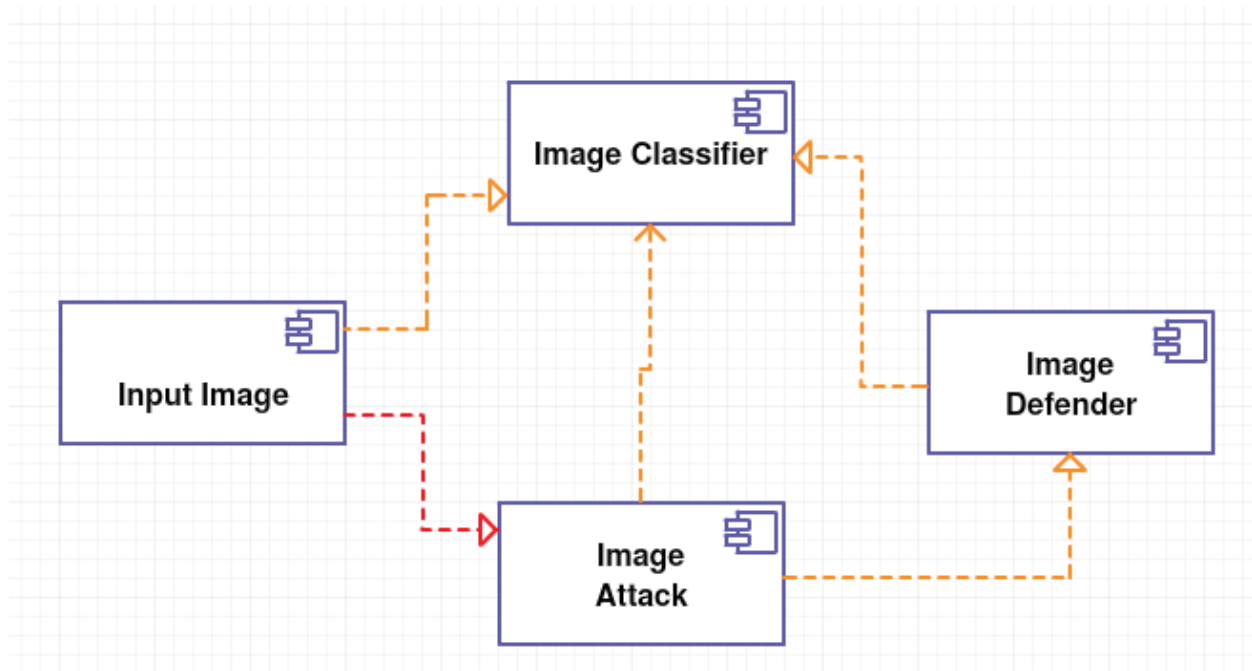 Image Classifier
Input Image
Image
Defender
Image
Attack